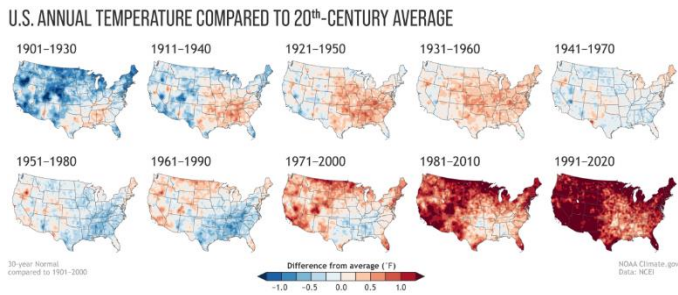 U.S. ANNUAL TEMPERATURE COMPARED TO 20th-CENTURY AVERAGE
1901–1930 1911–1940 1921–1950 1931–1960 1941–1970
1951–1980 1961–1990 1971–2000 1981–2010 1991–2020
30-year Normal
compared to 1901–2000
Difference from average (°F)
-1.0 -0.5 0.0 0.5 1.0
NOAA Climate.gov
Data: NCEI